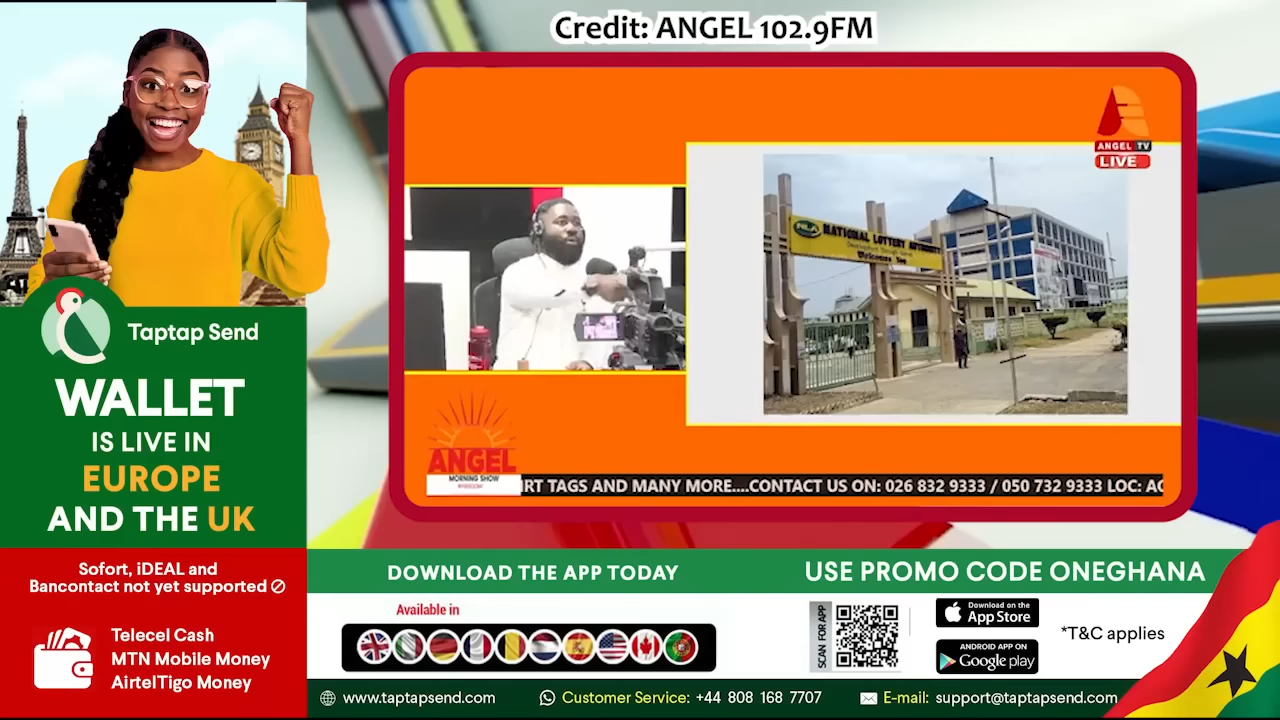 Credit: ANGEL 102.9FM
ANGEL TV
LIVE
NLA
NATIONAL LOTTERY
Welcomes You
Taptap Send
WALLET
IS LIVE IN
EUROPE
AND THE UK
ANGEL
MORNING SHOW
RT TAGS AND MANY MORE....CONTACT US ON: 026 832 9333 / 050 732 9333 LOC: AC
Sofort, iDEAL and
Bancontact not yet supported
Telecel Cash
MTN Mobile Money
AirtelTigo Money
DOWNLOAD THE APP TODAY
USE PROMO CODE ONEGHANA
Available in
SCAN FOR APP
Download on the
App Store
ANDROID APP ON
Google play
*T&C applies
www.taptapsend.com
Customer Service: +44 808 168 7707
E-mail: support@taptapsend.com